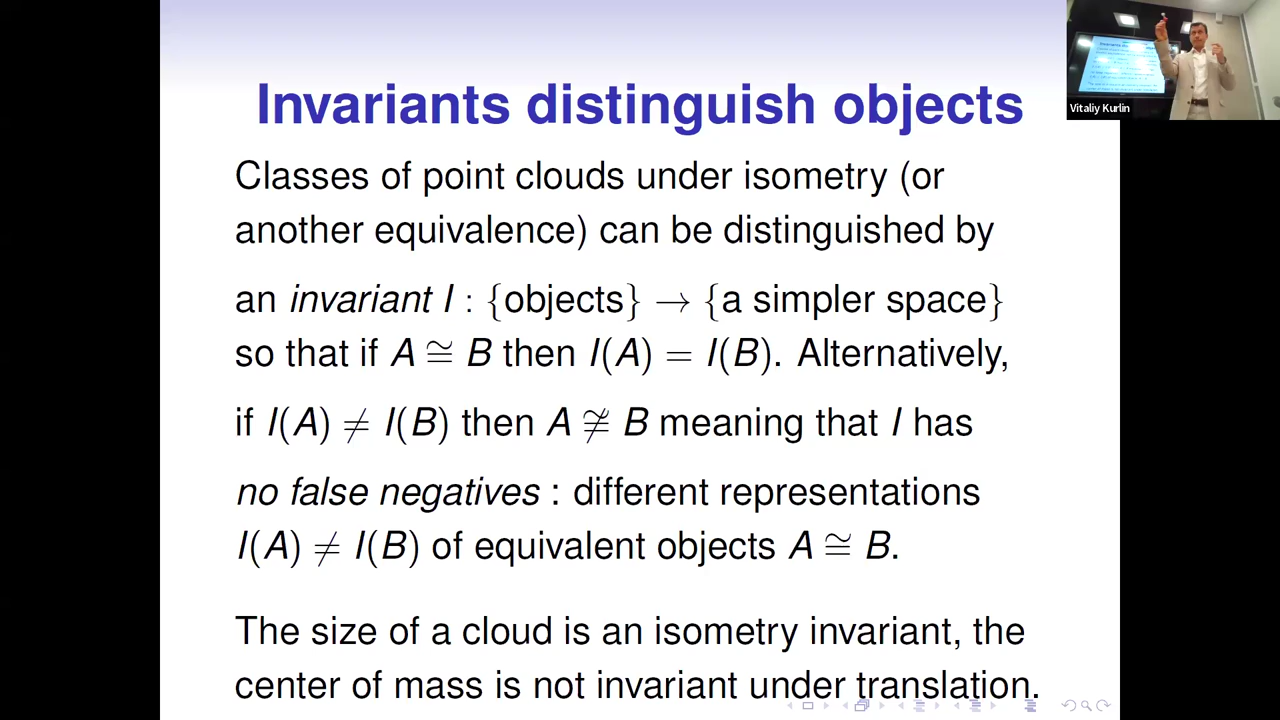 Invariants distinguish objects
Vitaliy Kurlin
Classes of point clouds under isometry (or
another equivalence) can be distinguished by
an invariant I : {objects} → {a simpler space}
so that if A ≅ B then I(A) = I(B). Alternatively,
if I(A) ≠ I(B) then A ≇ B meaning that I has
no false negatives : different representations
I(A) ≠ I(B) of equivalent objects A ≅ B.
The size of a cloud is an isometry invariant, the
center of mass is not invariant under translation.